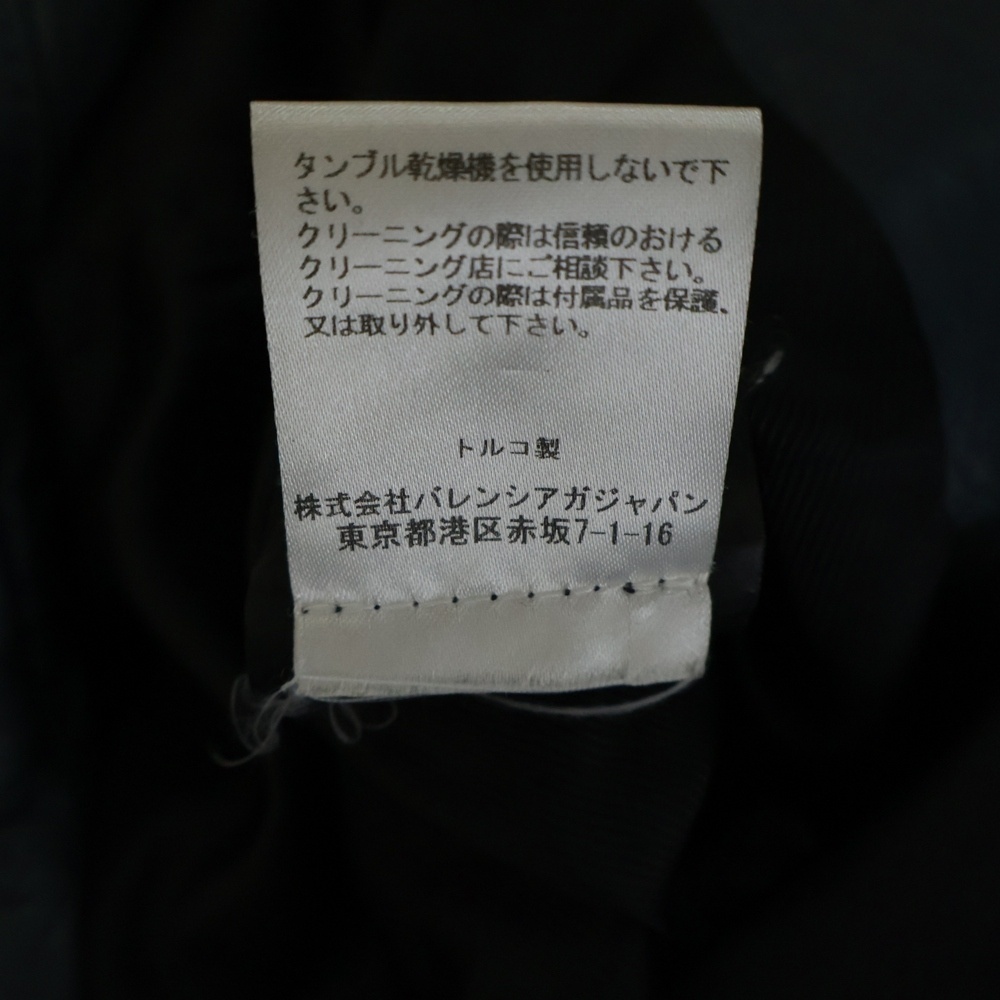 タンブル乾燥機を使用しないで下
さい。
クリーニングの際は信頼のおける
クリーニング店にご相談下さい。
クリーニングの際は付属品を保護、
又は取り外して下さい。
トルコ製
株式会社バレンシアガジャパン
東京都港区赤坂7-1-16